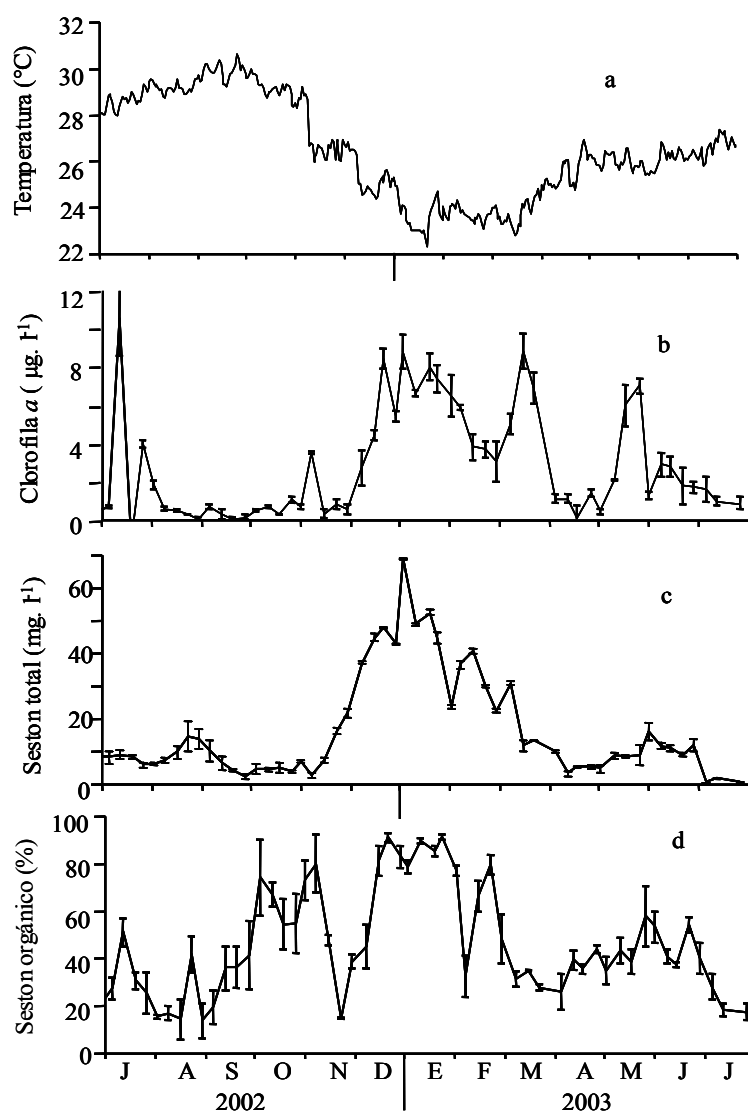 32
30
28
26
24
22
Temperatura (°C)
a
12
8
4
0
Clorofila a ( µg. l-1)
b
60
40
20
0
Seston total (mg. l-1)
c
100
80
60
40
20
0
Seston orgánico (%)
d
J A S O N D E F M A M J J
2002 2003